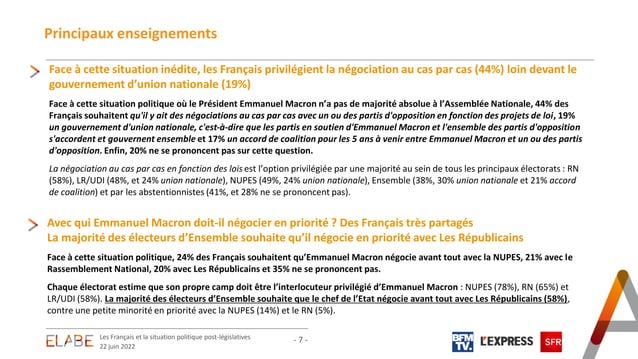 Principaux enseignements
Face à cette situation inédite, les Français privilégient la négociation au cas par cas (44%) loin devant le
gouvernement d'union nationale (19%)
Face à cette situation politique où le Président Emmanuel Macron n'a pas de majorité absolue à l'Assemblée Nationale, 44% des
Français souhaitent qu'il y ait des négociations au cas par cas avec un ou des partis d'opposition en fonction des projets de loi, 19%
un gouvernement d'union nationale, c'est-à-dire que les partis en soutien d'Emmanuel Macron et l'ensemble des partis d'opposition
s'accordent et gouvernent ensemble et 17% un accord de coalition pour les 5 ans à venir entre Emmanuel Macron et un ou des partis
d'opposition. Enfin, 20% ne se prononcent pas sur cette question.
La négociation au cas par cas en fonction des lois est l'option privilégiée par une majorité au sein de tous les principaux électorats : RN
(58%), LR/UDI (48%, et 24% union nationale), NUPES (49%, 24% union nationale), Ensemble (38%, 30% union nationale et 21% accord
de coalition) et par les abstentionnistes (41%, et 28% ne se prononcent pas).
Avec qui Emmanuel Macron doit-il négocier en priorité ? Des Français très partagés
La majorité des électeurs d'Ensemble souhaite qu'il négocie en priorité avec Les Républicains
Face à cette situation politique, 24% des Français souhaitent qu'Emmanuel Macron négocie avant tout avec la NUPES, 21% avec le
Rassemblement National, 20% avec Les Républicains et 35% ne se prononcent pas.
Chaque électorat estime que son propre camp doit être l'interlocuteur privilégié d'Emmanuel Macron : NUPES (78%), RN (65%) et
LR/UDI (58%). La majorité des électeurs d'Ensemble souhaite que le chef de l'Etat négocie avant tout avec Les Républicains (58%),
contre une petite minorité en priorité avec la NUPES (14%) et le RN (5%).
ELABE
Les Français et la situation politique post-législatives
22 juin 2022
- 7 -
BFM
TV.
L'EXPRESS
SFR